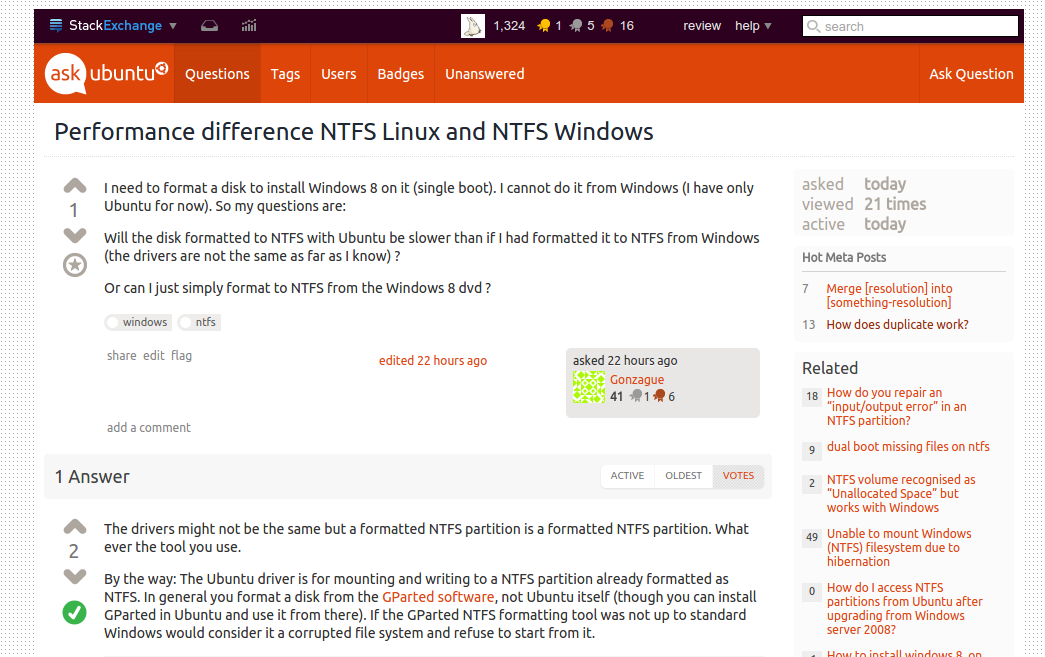 StackExchange
1,324 1 5 16
review help
search
ask ubuntu
Questions Tags Users Badges Unanswered Ask Question
Performance difference NTFS Linux and NTFS Windows
1
I need to format a disk to install Windows 8 on it (single boot). I cannot do it from Windows (I have only
Ubuntu for now). So my questions are:
Will the disk formatted to NTFS with Ubuntu be slower than if I had formatted it to NTFS from Windows
(the drivers are not the same as far as I know) ?
Or can I just simply format to NTFS from the Windows 8 dvd ?
windows ntfs
share edit flag
edited 22 hours ago
asked 22 hours ago
Gonzague
41 1 6
add a comment
1 Answer
ACTIVE OLDEST VOTES
2
The drivers might not be the same but a formatted NTFS partition is a formatted NTFS partition. What
ever the tool you use.
By the way: The Ubuntu driver is for mounting and writing to a NTFS partition already formatted as
NTFS. In general you format a disk from the GParted software, not Ubuntu itself (though you can install
GParted in Ubuntu and use it from there). If the GParted NTFS formatting tool was not up to standard
Windows would consider it a corrupted file system and refuse to start from it.
asked today
viewed 21 times
active today
Hot Meta Posts
7 Merge [resolution] into
[something-resolution]
13 How does duplicate work?
Related
18 How do you repair an
“input/output error” in an
NTFS partition?
9 dual boot missing files on ntfs
2 NTFS volume recognised as
“Unallocated Space” but
works with Windows
49 Unable to mount Windows
(NTFS) filesystem due to
hibernation
0 How do I access NTFS
partitions from Ubuntu after
upgrading from Windows
server 2008?
How to install windows 8, on